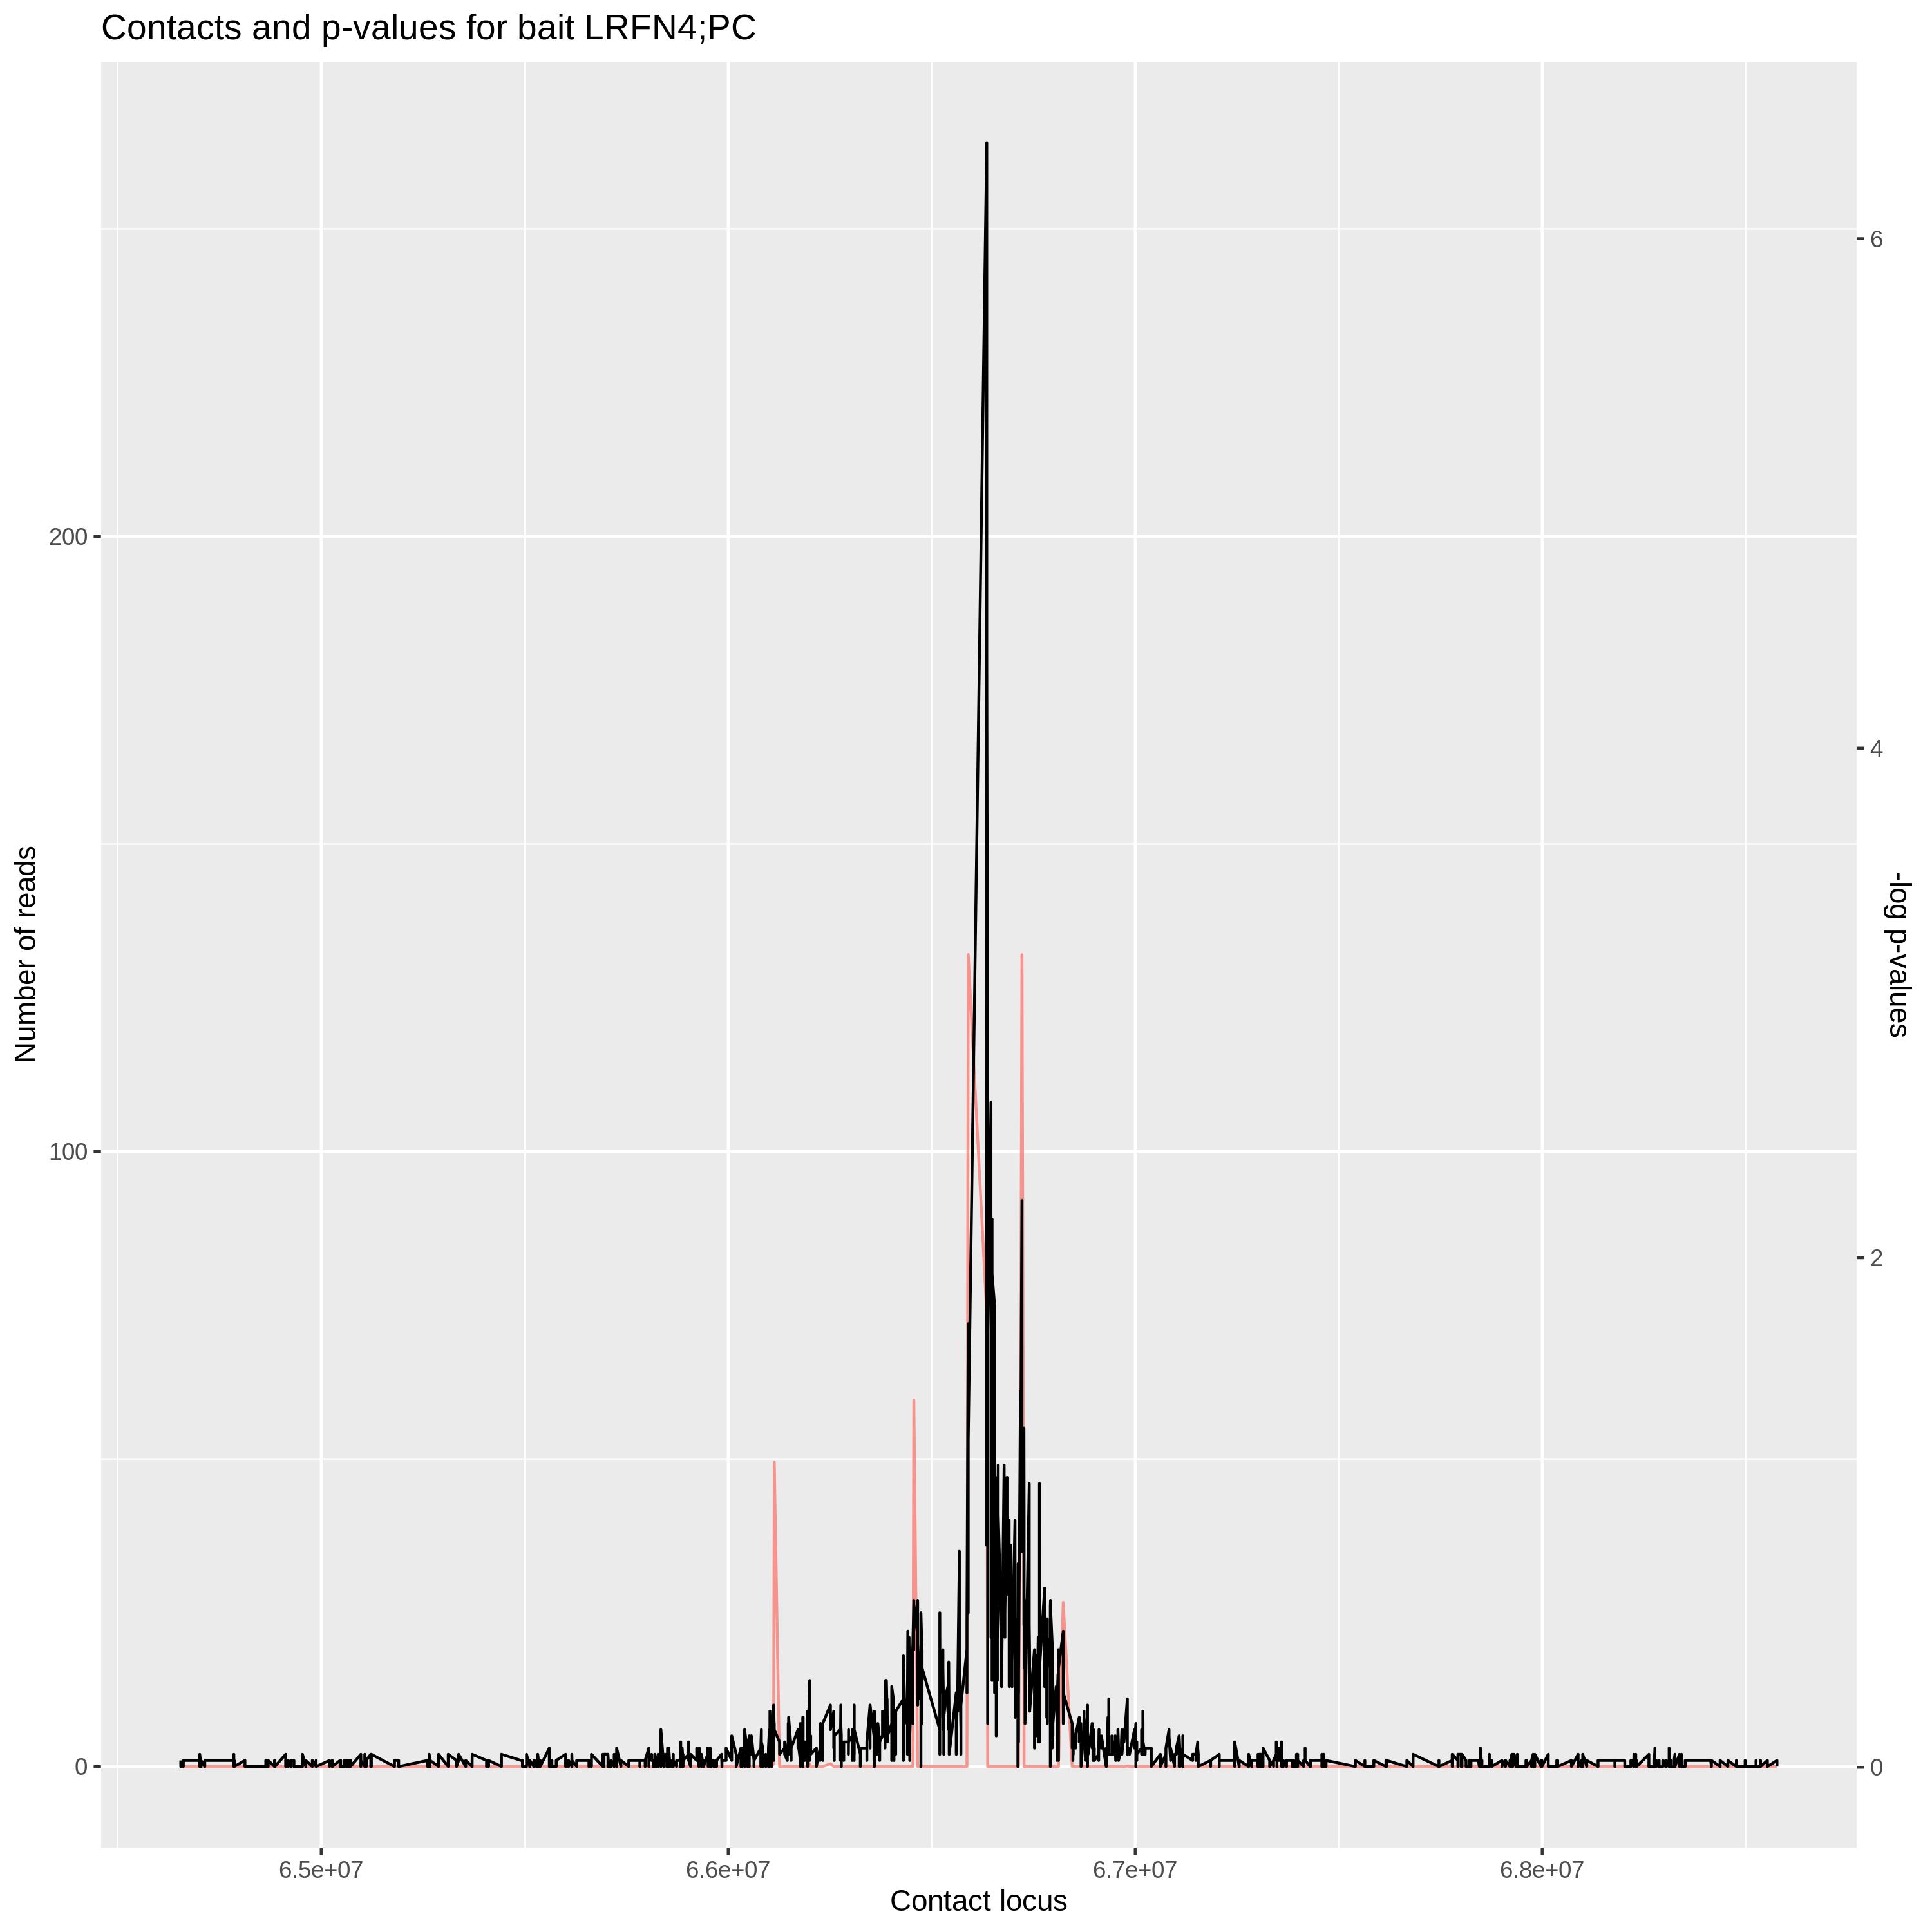 Contacts and p-values for bait LRFN4;PC
Number of reads
200
100
0
6
4
2
0
-log p-values
6.5e+07
6.6e+07
6.7e+07
6.8e+07
Contact locus